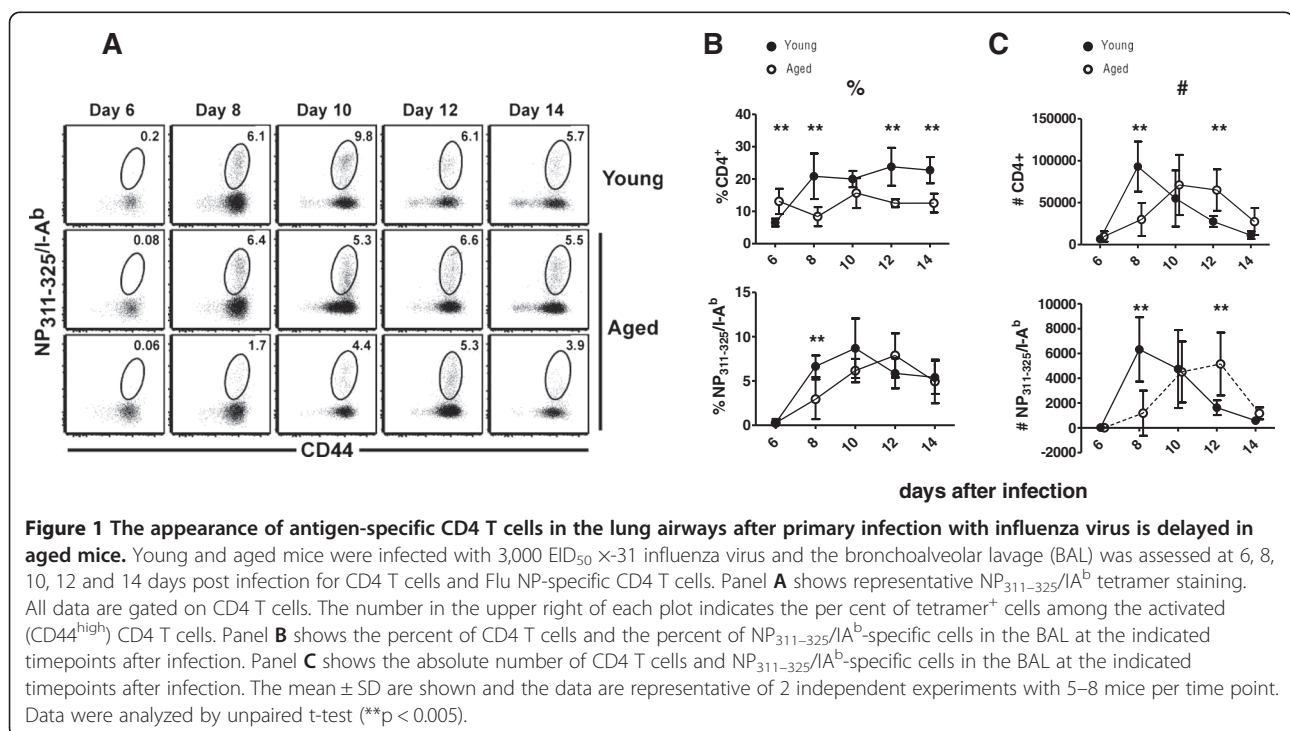 A
B
C
Young
Aged
Young
Aged
%
#
Day 6 Day 8 Day 10 Day 12 Day 14
0.2 6.1 9.8 6.1 5.7
Young
0.08 6.4 5.3 6.6 5.5
Aged
0.06 1.7 4.4 5.3 3.9
NP311-325/I-Ab
CD44
** ** ** **
%CD4+
40
30
20
10
0
6 8 10 12 14
**
% NP311-325/I-Ab
15
10
5
0
6 8 10 12 14
** **
# CD4+
150000
100000
50000
0
6 8 10 12 14
** **
# NP311-325/I-Ab
10000
8000
6000
4000
2000
0
-2000
6 8 10 12 14
days after infection
Figure 1 The appearance of antigen-specific CD4 T cells in the lung airways after primary infection with influenza virus is delayed in
aged mice. Young and aged mice were infected with 3,000 EID50 ×-31 influenza virus and the bronchoalveolar lavage (BAL) was assessed at 6, 8,
10, 12 and 14 days post infection for CD4 T cells and Flu NP-specific CD4 T cells. Panel A shows representative NP311–325/IAb tetramer staining.
All data are gated on CD4 T cells. The number in the upper right of each plot indicates the per cent of tetramer+ cells among the activated
(CD44high) CD4 T cells. Panel B shows the percent of CD4 T cells and the percent of NP311–325/IAb-specific cells in the BAL at the indicated
timepoints after infection. Panel C shows the absolute number of CD4 T cells and NP311–325/IAb-specific cells in the BAL at the indicated
timepoints after infection. The mean ± SD are shown and the data are representative of 2 independent experiments with 5–8 mice per time point.
Data were analyzed by unpaired t-test (**p < 0.005).